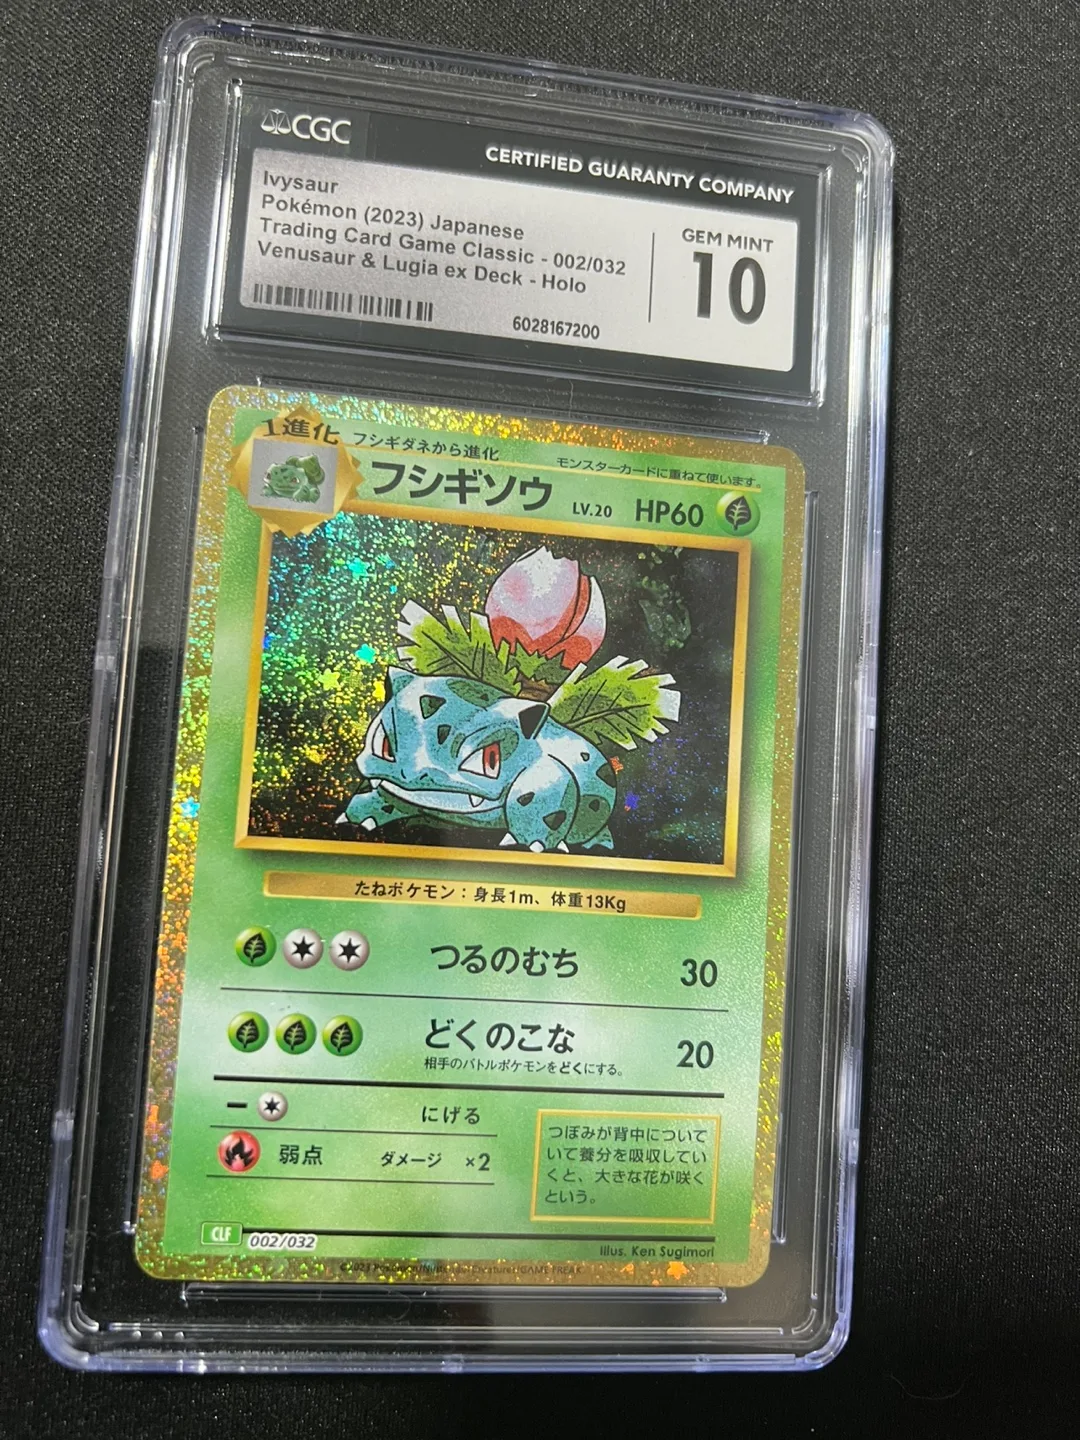 CGC
CERTIFIED GUARANTY COMPANY
Ivysaur
Pokémon (2023) Japanese
Trading Card Game Classic - 002/032
Venusaur & Lugia ex Deck - Holo
6028167200
GEM MINT
10
1進化
フシギダネから進化
モンスターカードに重ねて使います。
フシギソウ
LV.20 HP60
たねポケモン：身長1m、体重13Kg
つるのむち 30
どくのこな 20
相手のバトルポケモンをどくにする。
ー にげる
弱点 ダメージ ×2
つぼみが背中について
いて養分を吸収してい
くと、大きな花が咲く
という。
CLF 002/032
Illus. Ken Sugimori
©2023 Pokémon/Nintendo/Creatures/GAME FREAK